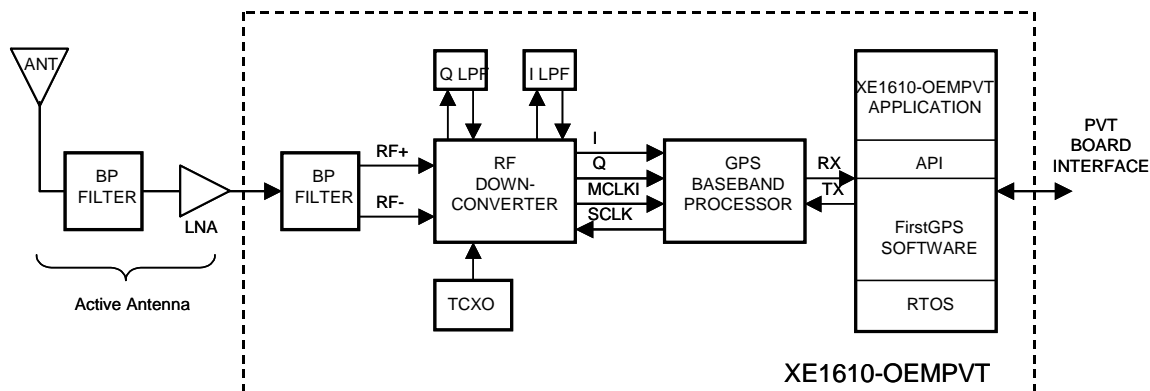 ANT
BP
FILTER
LNA
Active Antenna
BP
FILTER
RF+
RF-
Q LPF
I LPF
RF
DOWN-
CONVERTER
TCXO
I
Q
MCLKI
SCLK
GPS
BASEBAND
PROCESSOR
RX
TX
XE1610-OEMPVT
APPLICATION
API
FirstGPS
SOFTWARE
RTOS
PVT
BOARD
INTERFACE
XE1610-OEMPVT